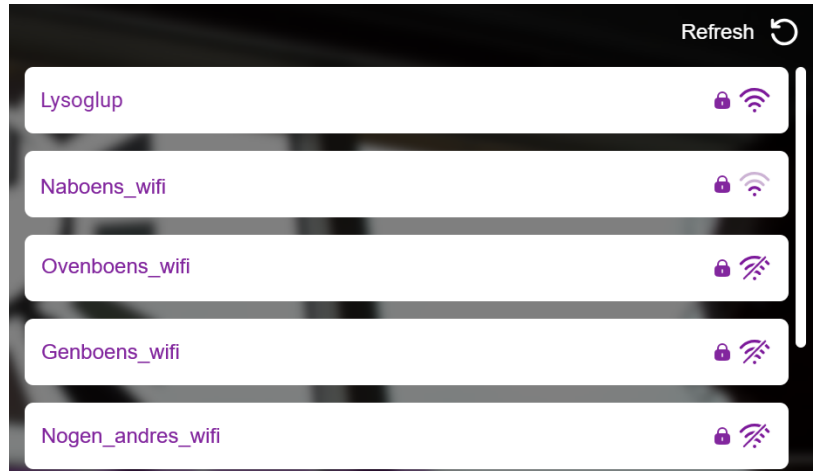 Refresh
Lysoglup
Naboens_wifi
Ovenboens_wifi
Genboens_wifi
Nogen_andres_wifi